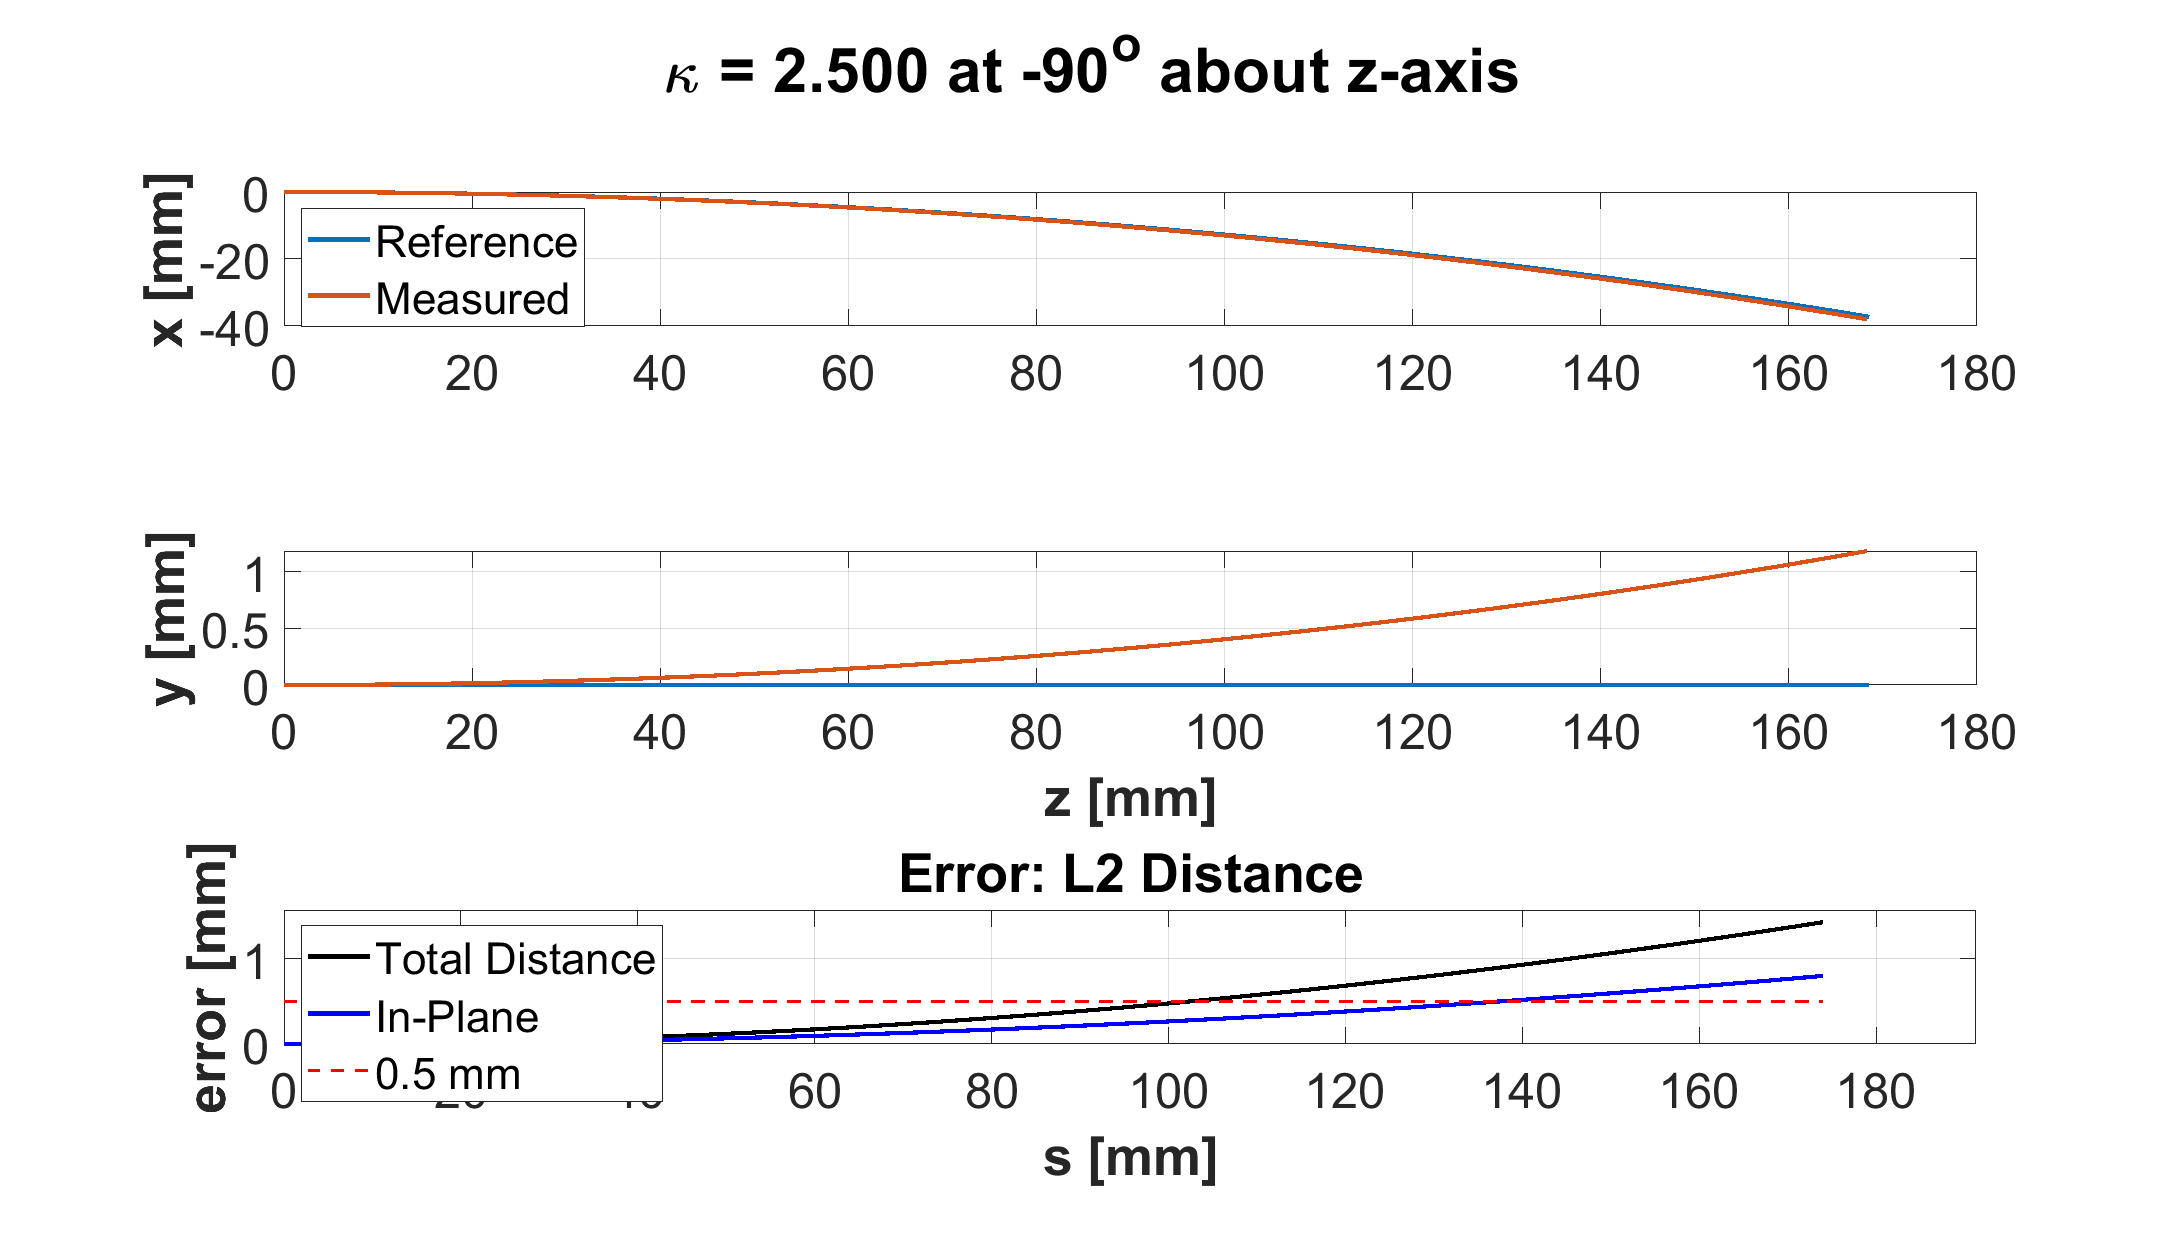 κ = 2.500 at -90° about z-axis
x [mm]
0
-20
-40
Reference
Measured
0 20 40 60 80 100 120 140 160 180
y [mm]
1
0.5
0
0 20 40 60 80 100 120 140 160 180
z [mm]
Error: L2 Distance
error [mm]
1
0
Total Distance
In-Plane
0.5 mm
0 20 40 60 80 100 120 140 160 180
s [mm]